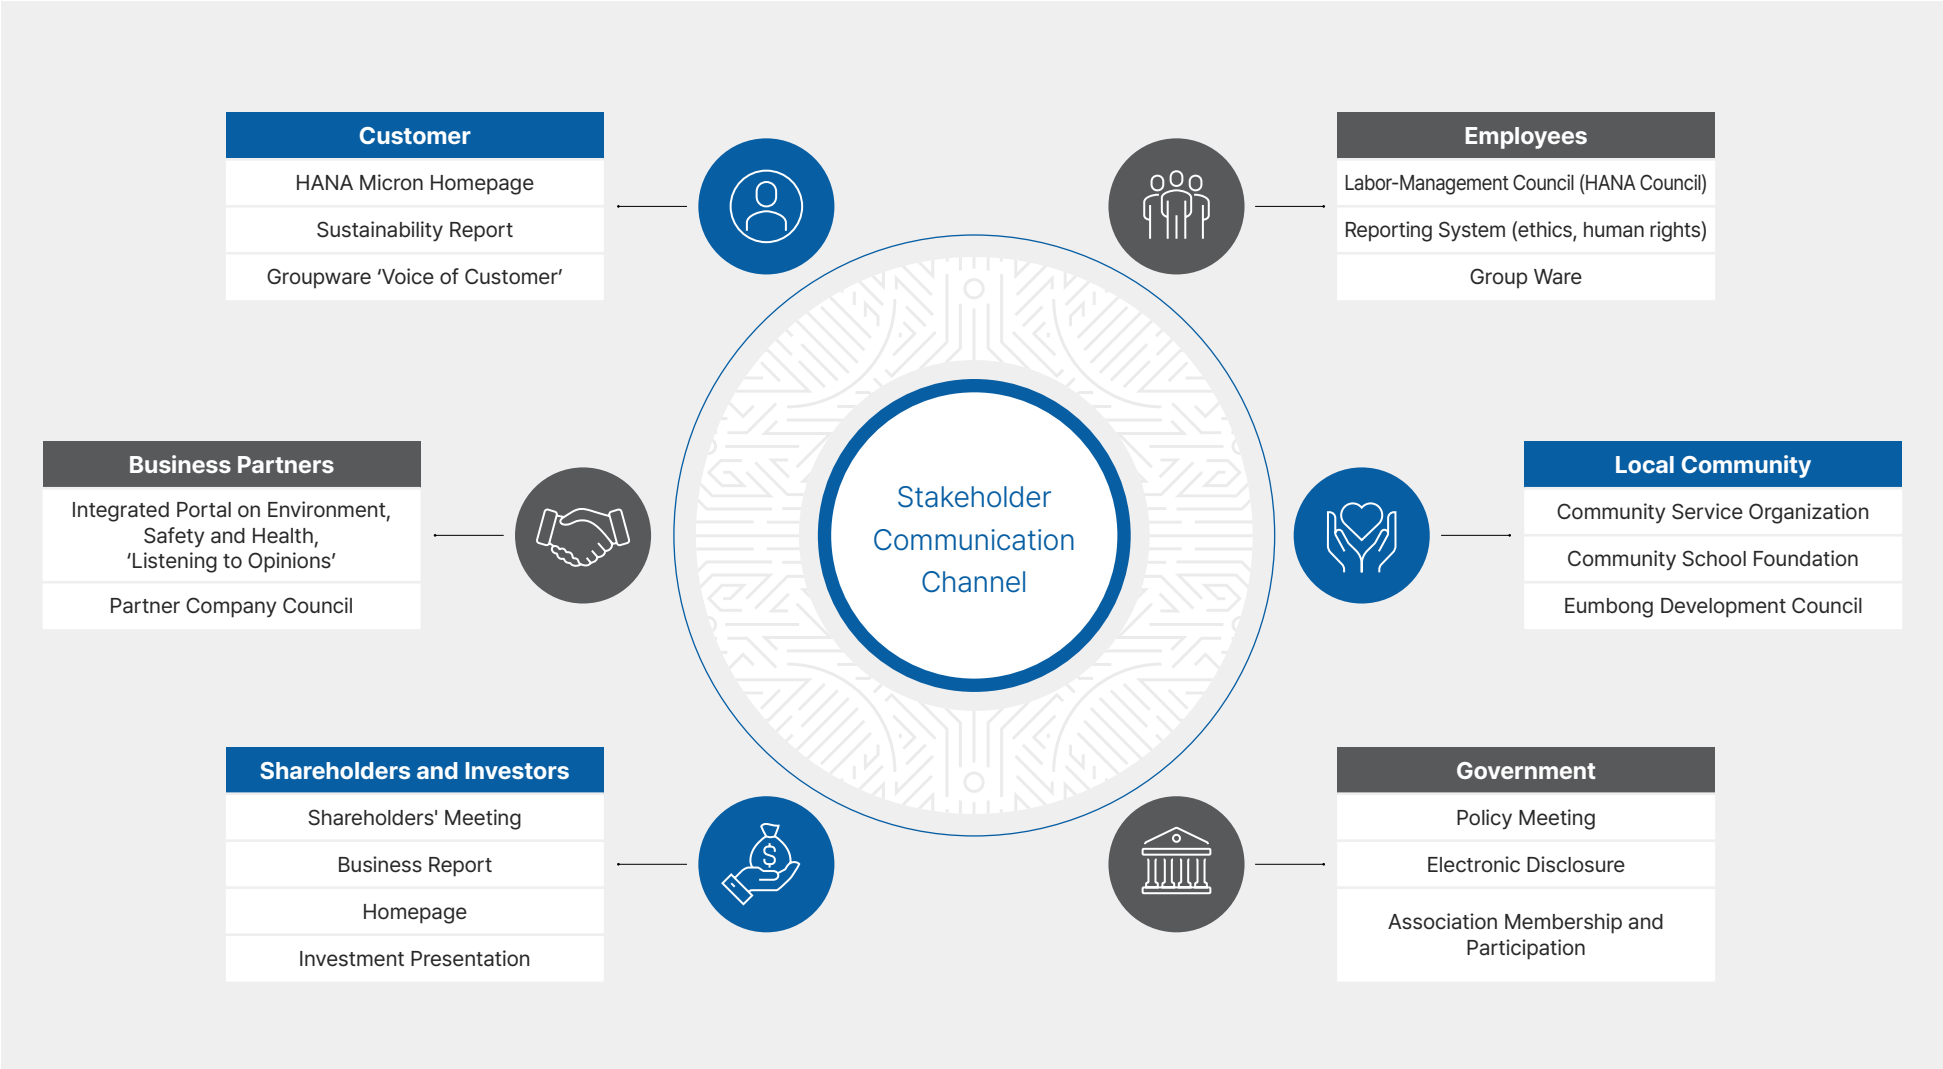 Customer
HANA Micron Homepage
Sustainability Report
Groupware ‘Voice of Customer’
Employees
Labor-Management Council (HANA Council)
Reporting System (ethics, human rights)
Group Ware
Business Partners
Integrated Portal on Environment,
Safety and Health,
‘Listening to Opinions’
Partner Company Council
Stakeholder
Communication
Channel
Local Community
Community Service Organization
Community School Foundation
Eumbong Development Council
Shareholders and Investors
Shareholders' Meeting
Business Report
Homepage
Investment Presentation
$
Government
Policy Meeting
Electronic Disclosure
Association Membership and
Participation